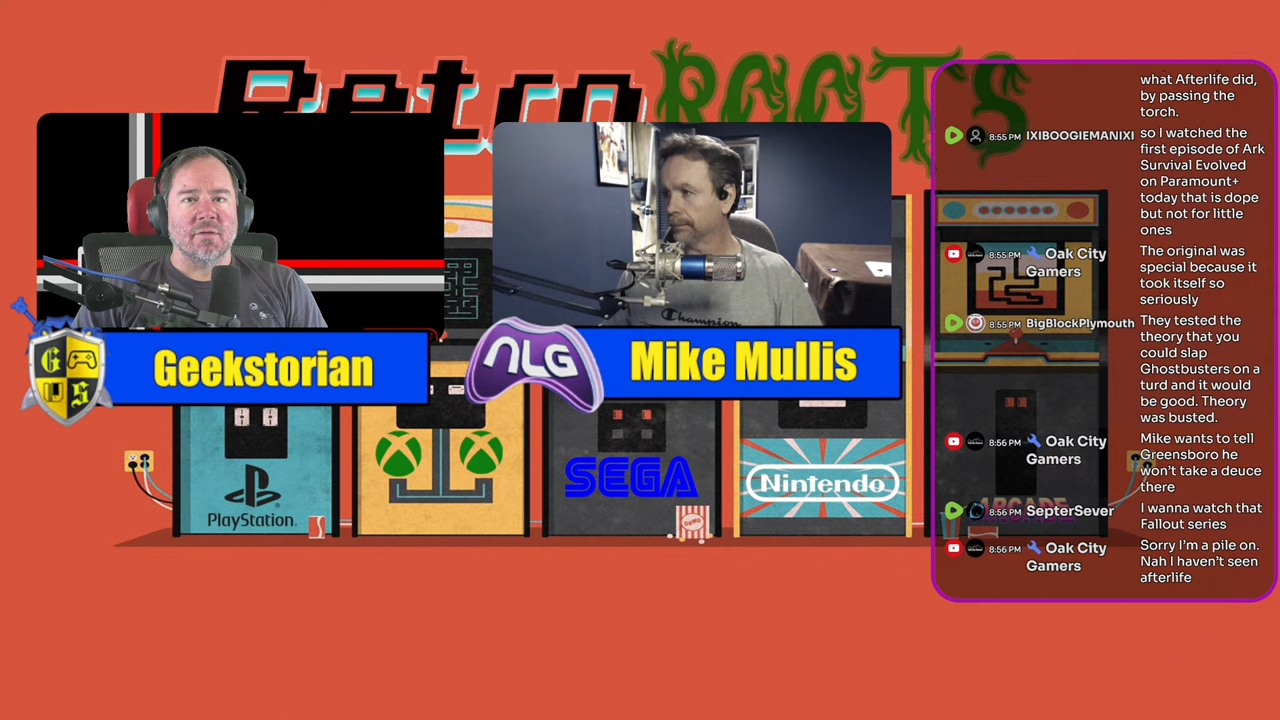 Retro ROOTS
what Afterlife did,
by passing the
torch.
8:55 PM IXIBOOGIEMANIXI
so I watched the
first episode of Ark
Survival Evolved
on Paramount+
today that is dope
but not for little
ones
8:55 PM Oak City
Gamers
The original was
special because it
took itself so
seriously
8:55 PM BigBlockPlymouth
They tested the
theory that you
could slap
Ghostbusters on a
turd and it would
be good. Theory
was busted.
8:56 PM Oak City
Gamers
Mike wants to tell
Greensboro he
won't take a deuce
there
8:56 PM SepterSever
I wanna watch that
Fallout series
8:56 PM Oak City
Gamers
Sorry I'm a pile on.
Nah I haven't seen
afterlife
Champion
G
U S
Geekstorian
NLG
Mike Mullis
PlayStation.
SEGA
Nintendo
DEMO
ARCADE